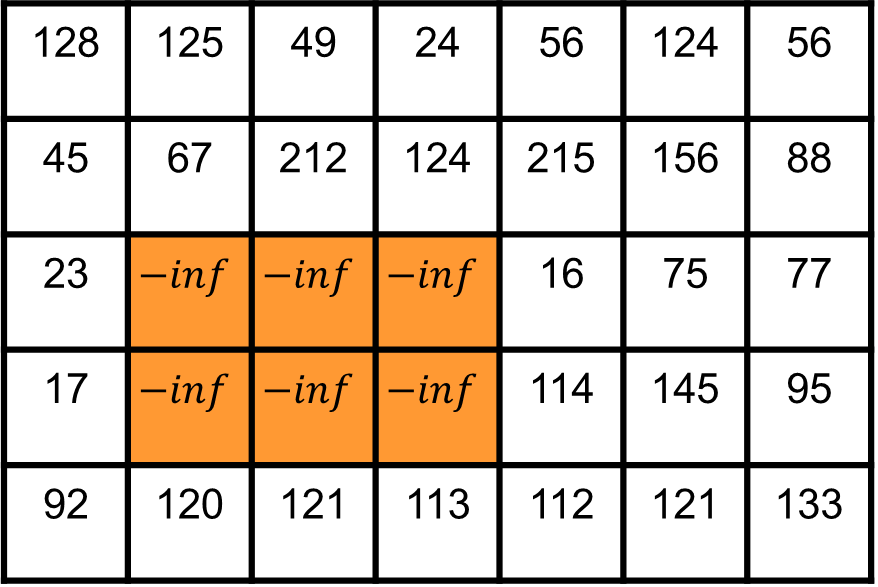 128 125 49 24 56 124 56
45 67 212 124 215 156 88
23 −inf −inf −inf 16 75 77
17 −inf −inf −inf 114 145 95
92 120 121 113 112 121 133